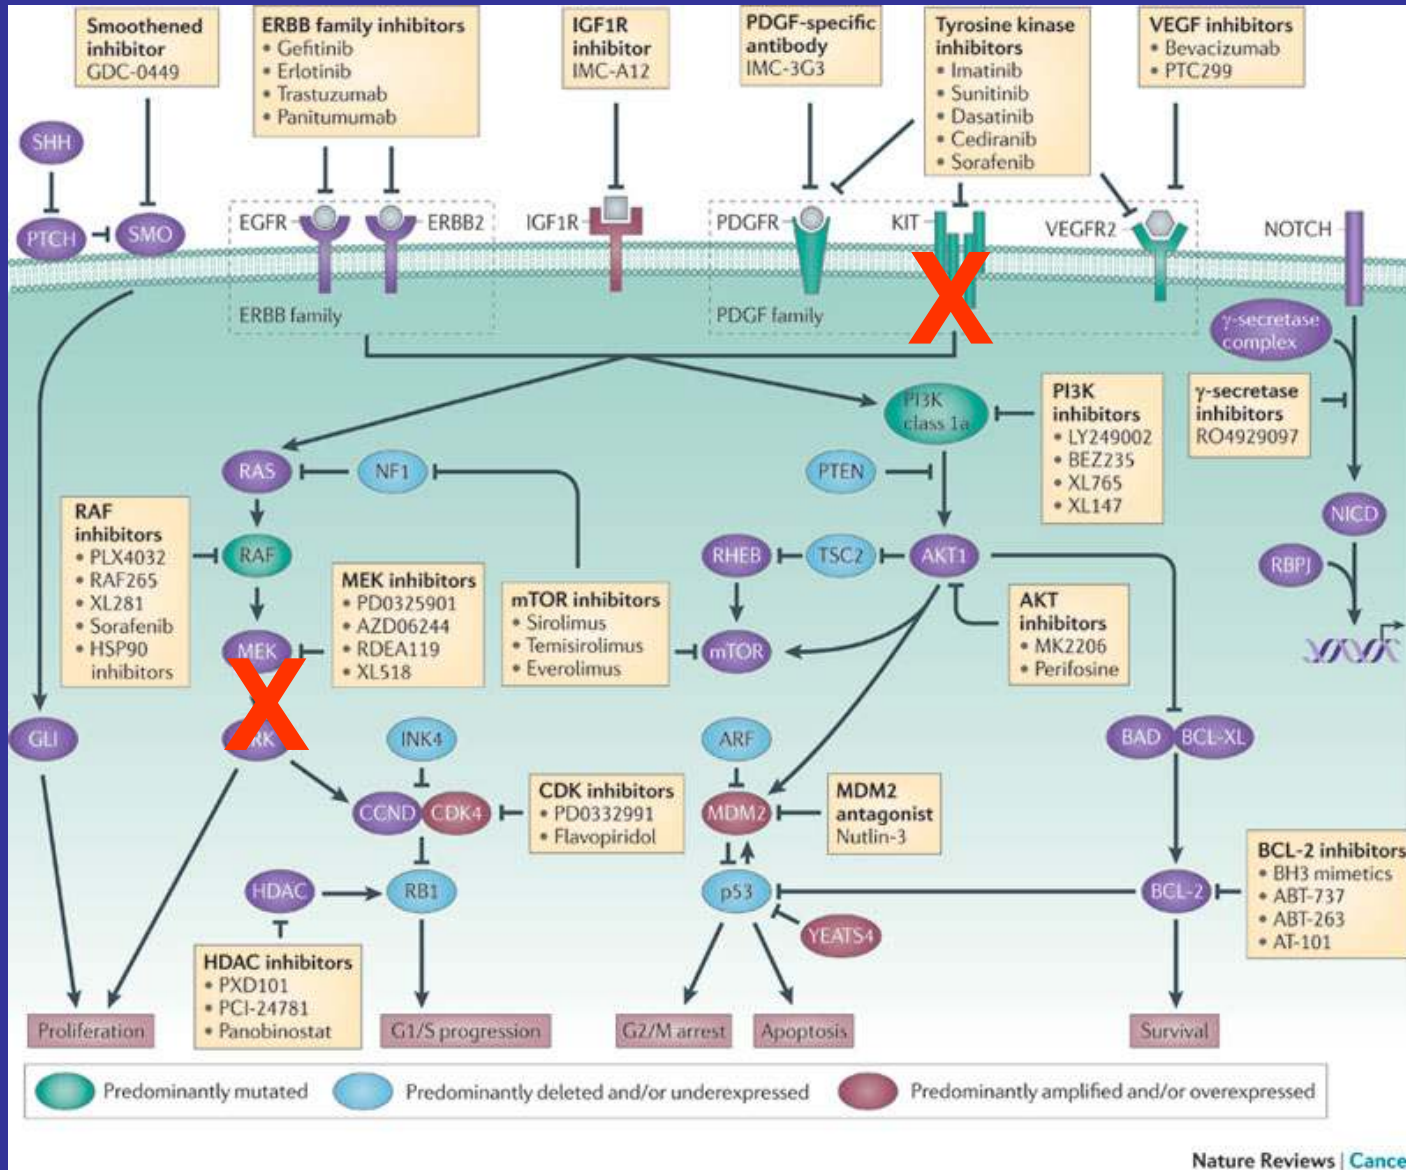 Smoothened
inhibitor
GDC-0449
ERBB family inhibitors
• Gefitinib
• Erlotinib
• Trastuzumab
• Panitumumab
IGF1R
inhibitor
IMC-A12
PDGF-specific
antibody
IMC-3G3
Tyrosine kinase
inhibitors
• Imatinib
• Sunitinib
• Dasatinib
• Cediranib
• Sorafenib
VEGF inhibitors
• Bevacizumab
• PTC299
SHH
PTCH
SMO
EGFR
ERBB2
ERBB family
IGF1R
PDGFR
KIT
VEGFR2
PDGF family
NOTCH
X
γ-secretase
complex
γ-secretase
inhibitors
RO4929097
PI3K
class 1a
PI3K
inhibitors
• LY249002
• BEZ235
• XL765
• XL147
RAS
NF1
PTEN
NICD
RBPJ
RAF
inhibitors
• PLX4032
• RAF265
• XL281
• Sorafenib
• HSP90
inhibitors
RAF
MEK inhibitors
• PD0325901
• AZD06244
• RDEA119
• XL518
mTOR inhibitors
• Sirolimus
• Temisirolimus
• Everolimus
RHEB
TSC2
AKT1
AKT
inhibitors
• MK2206
• Perifosine
MEK
mTOR
X
RK
GLI
INK4
ARF
BAD
BCL-XL
CCND
CDK4
CDK inhibitors
• PD0332991
• Flavopiridol
MDM2
MDM2
antagonist
Nutlin-3
HDAC
RB1
p53
BCL-2
BCL-2 inhibitors
• BH3 mimetics
• ABT-737
• ABT-263
• AT-101
YEATS4
HDAC inhibitors
• PXD101
• PCI-24781
• Panobinostat
Proliferation
G1/S progression
G2/M arrest
Apoptosis
Survival
Predominantly mutated
Predominantly deleted and/or underexpressed
Predominantly amplified and/or overexpressed
Nature Reviews | Cance